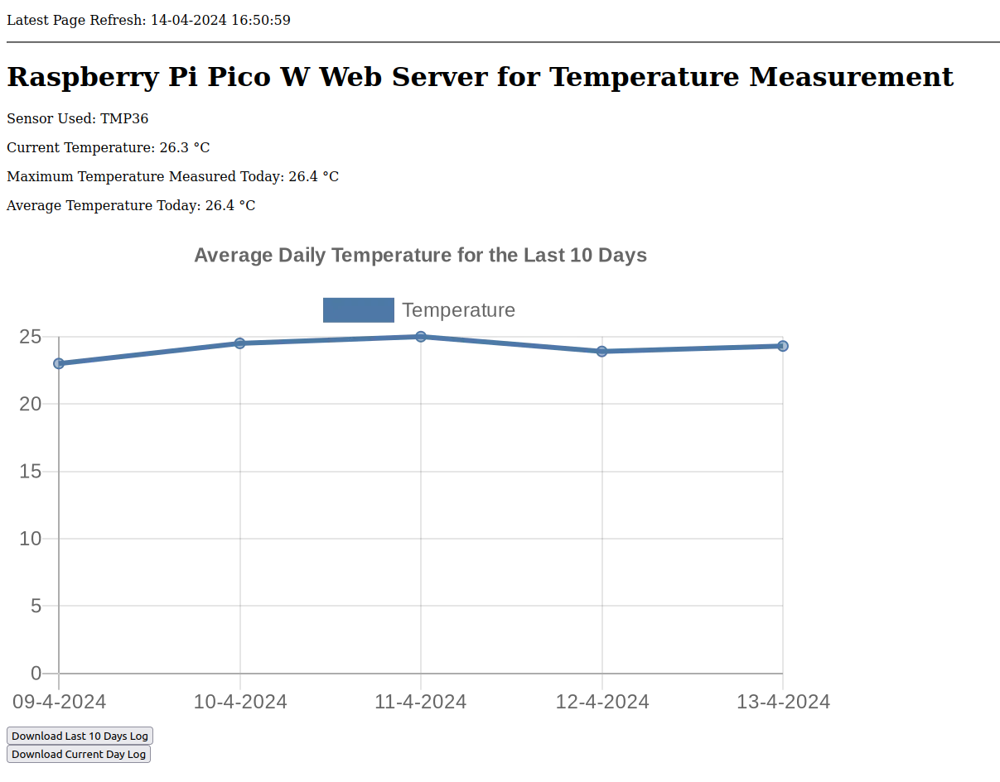 Latest Page Refresh: 14-04-2024 16:50:59
Raspberry Pi Pico W Web Server for Temperature Measurement
Sensor Used: TMP36
Current Temperature: 26.3 °C
Maximum Temperature Measured Today: 26.4 °C
Average Temperature Today: 26.4 °C
Average Daily Temperature for the Last 10 Days
Temperature
25
20
15
10
5
0
09-4-2024 10-4-2024 11-4-2024 12-4-2024 13-4-2024
Download Last 10 Days Log
Download Current Day Log